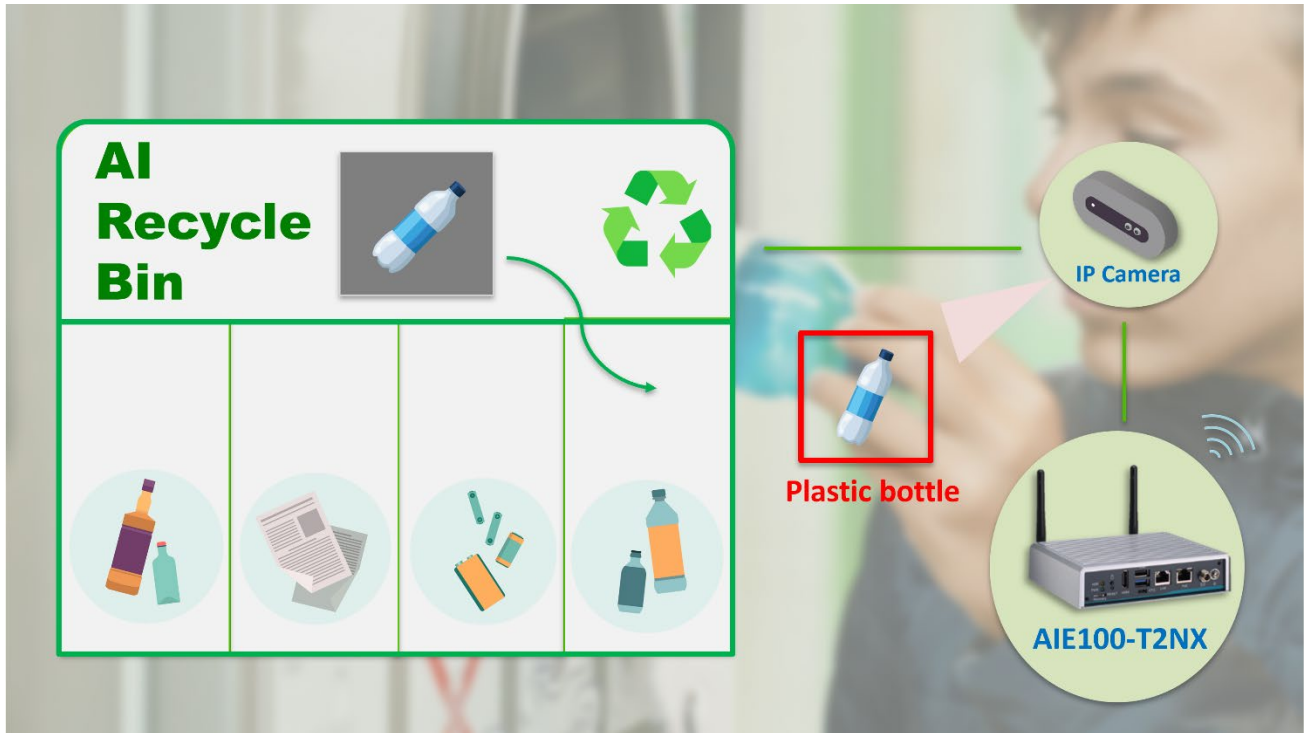 AI
Recycle
Bin
IP Camera
Plastic bottle
AIE100-T2NX